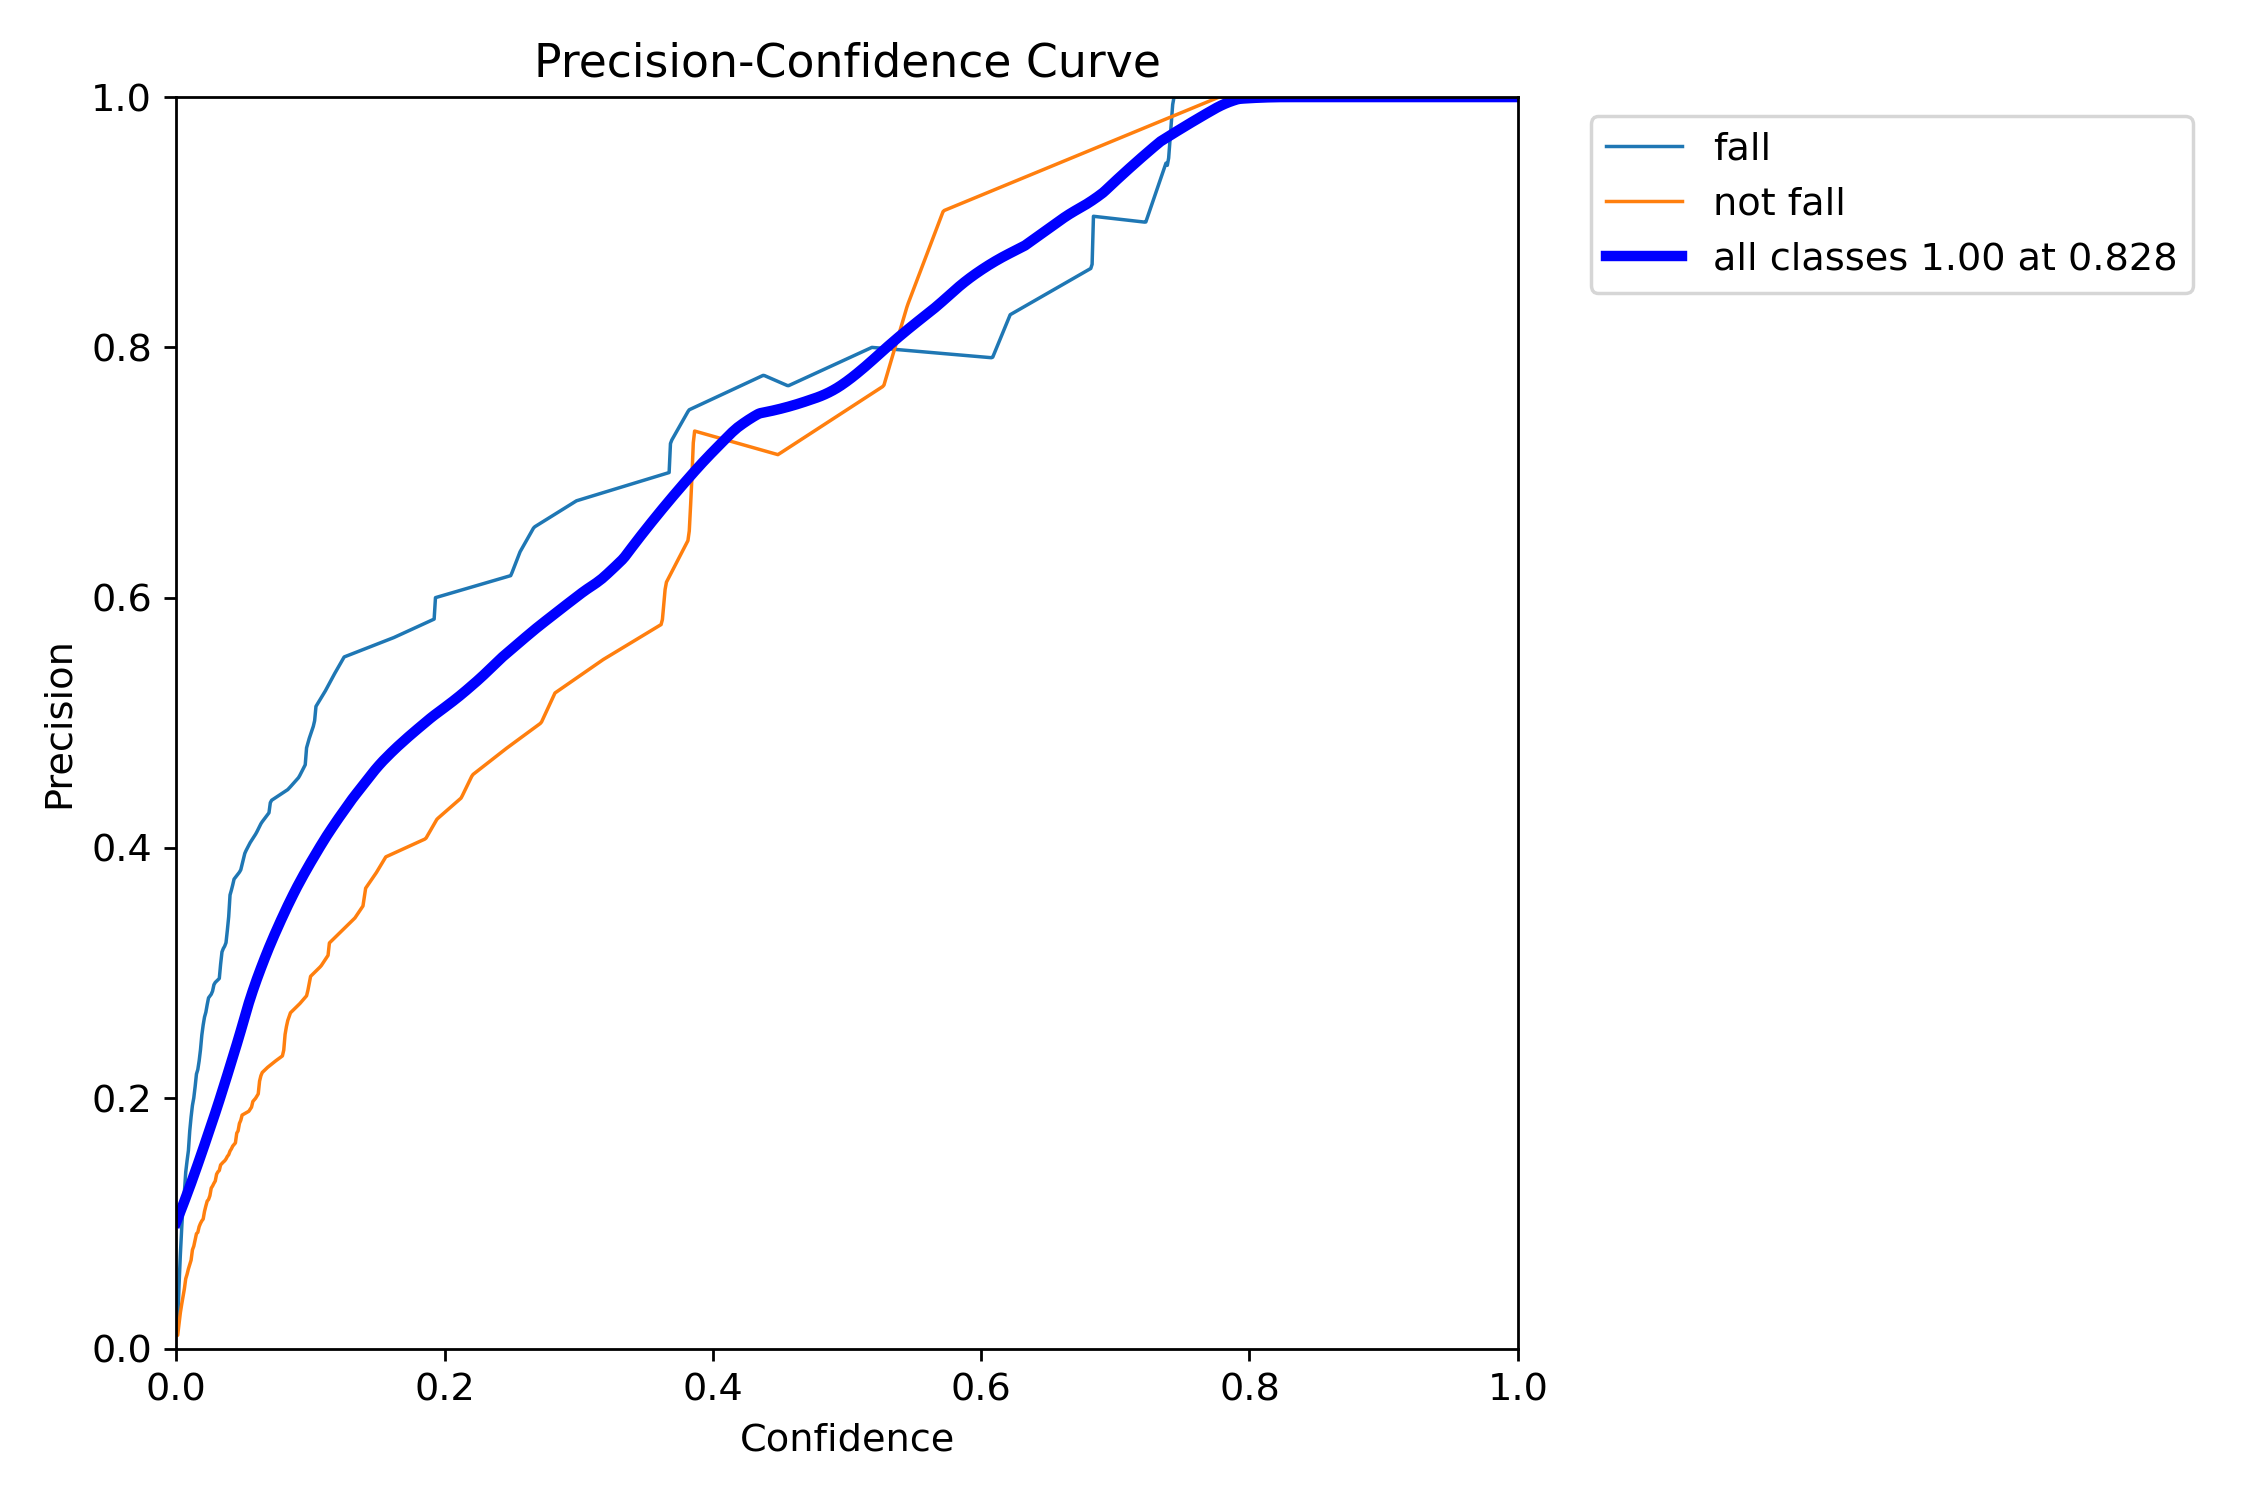 Precision-Confidence Curve
1.0
0.8
0.6
0.4
0.2
0.0
Precision
0.0 0.2 0.4 0.6 0.8 1.0
Confidence
fall
not fall
all classes 1.00 at 0.828